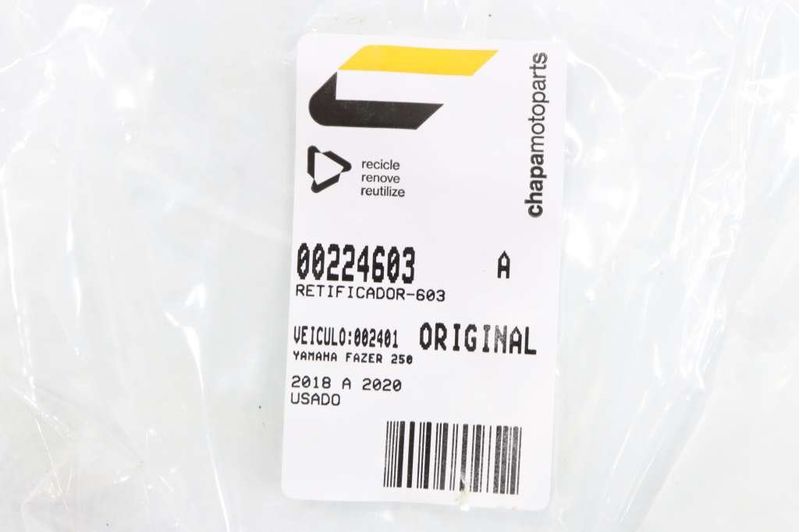 chapamotoparts
recicle
renove
reutilize
00224603 A
RETIFICADOR-603
VEICULO:002401 ORIGINAL
YAMAHA FAZER 250
2018 A 2020
USADO